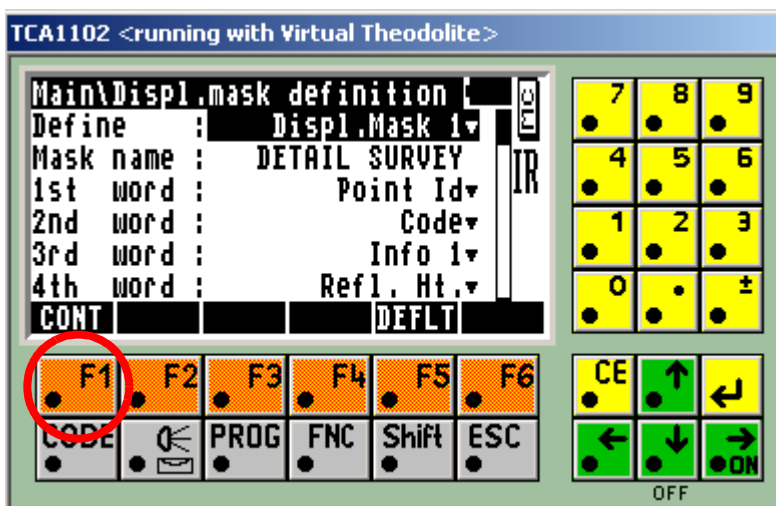 TCA1102 <running with Virtual Theodolite>
Main\Displ.mask definition
MC
Define : Displ.Mask 1
Mask name : DETAIL SURVEY
IR
1st word : Point Id
2nd word : Code
3rd word : Info 1
4th word : Refl. Ht.
CONT DEFLT
7 8 9
4 5 6
1 2 3
0 . ±
F1 F2 F3 F4 F5 F6
CE
CODE PROG FNC Shift ESC
ON
OFF